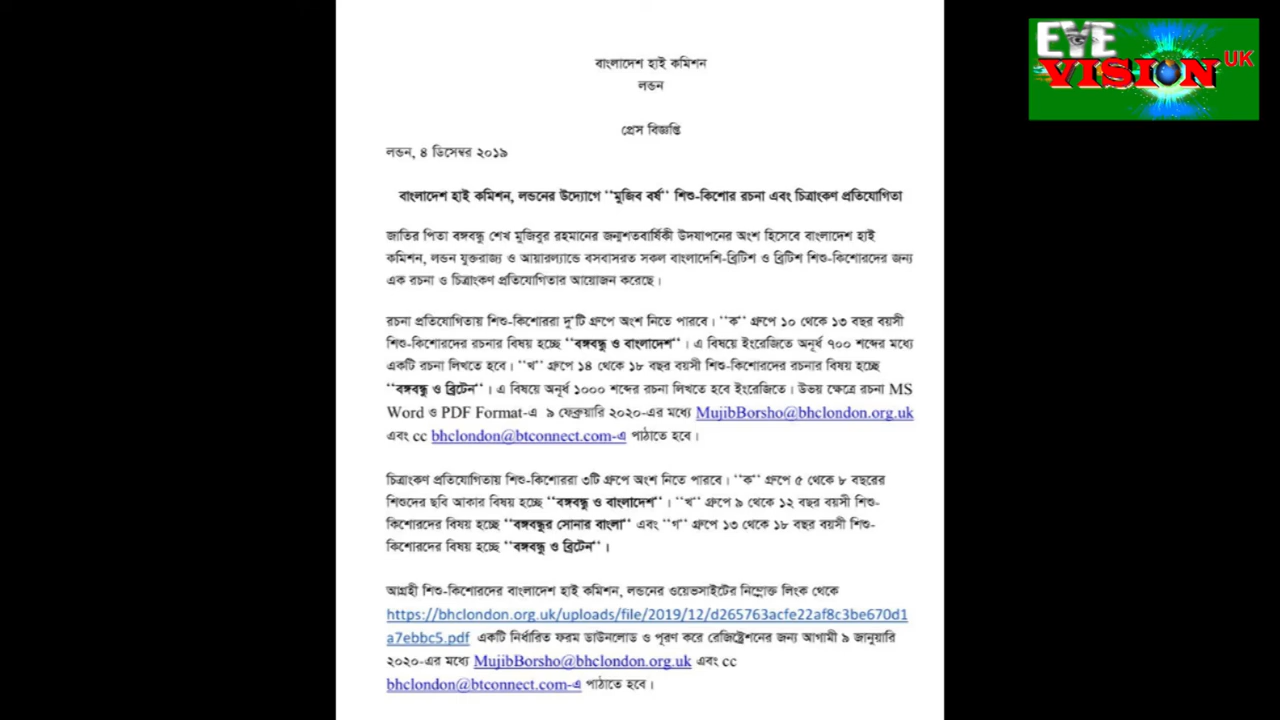 বাংলাদেশ হাই কমিশন
লন্ডন
প্রেস বিজ্ঞপ্তি
লন্ডন, ৪ ডিসেম্বর ২০১৯
বাংলাদেশ হাই কমিশন, লন্ডনের উদ্যোগে “মুজিব বর্ষ” শিশু-কিশোর রচনা এবং চিত্রাংকণ প্রতিযোগিতা
জাতির পিতা বঙ্গবন্ধু শেখ মুজিবুর রহমানের জন্মশতবার্ষিকী উদযাপনের অংশ হিসেবে বাংলাদেশ হাই
কমিশন, লন্ডন যুক্তরাজ্য ও আয়ারল্যান্ডে বসবাসরত সকল বাংলাদেশি-ব্রিটিশ ও ব্রিটিশ শিশু-কিশোরদের জন্য
এক রচনা ও চিত্রাংকণ প্রতিযোগিতার আয়োজন করেছে।
রচনা প্রতিযোগিতায় শিশু-কিশোররা দু’টি গ্রুপে অংশ নিতে পারবে। “ক” গ্রুপে ১০ থেকে ১৩ বছর বয়সী
শিশু-কিশোরদের রচনার বিষয় হচ্ছে “বঙ্গবন্ধু ও বাংলাদেশ”। এ বিষয়ে ইংরেজিতে অনূর্ধ ৭০০ শব্দের মধ্যে
একটি রচনা লিখতে হবে। “খ” গ্রুপে ১৪ থেকে ১৮ বছর বয়সী শিশু-কিশোরদের রচনার বিষয় হচ্ছে
“বঙ্গবন্ধু ও ব্রিটেন”। এ বিষয়ে অনূর্ধ ১০০০ শব্দের রচনা লিখতে হবে ইংরেজিতে। উভয় ক্ষেত্রে রচনা MS
Word ও PDF Format-এ ৯ ফেব্রুয়ারি ২০২০-এর মধ্যে MujibBorsho@bhclondon.org.uk
এবং cc bhclondon@btconnect.com-এ পাঠাতে হবে।
চিত্রাংকণ প্রতিযোগিতায় শিশু-কিশোররা ৩টি গ্রুপে অংশ নিতে পারবে। “ক” গ্রুপে ৫ থেকে ৮ বছরের
শিশুদের ছবি আকার বিষয় হচ্ছে “বঙ্গবন্ধু ও বাংলাদেশ”। “খ” গ্রুপে ৯ থেকে ১২ বছর বয়সী শিশু-
কিশোরদের বিষয় হচ্ছে “বঙ্গবন্ধুর সোনার বাংলা” এবং “গ” গ্রুপে ১৩ থেকে ১৮ বছর বয়সী শিশু-
কিশোরদের বিষয় হচ্ছে “বঙ্গবন্ধু ও ব্রিটেন”।
আগ্রহী শিশু-কিশোরদের বাংলাদেশ হাই কমিশন, লন্ডনের ওয়েভসাইটের নিম্নোক্ত লিংক থেকে
https://bhclondon.org.uk/uploads/file/2019/12/d265763acfe22af8c3be670d1
a7ebbc5.pdf একটি নির্ধারিত ফরম ডাউনলোড ও পূরণ করে রেজিষ্ট্রেশনের জন্য আগামী ৯ জানুয়ারি
২০২০-এর মধ্যে MujibBorsho@bhclondon.org.uk এবং cc
bhclondon@btconnect.com-এ পাঠাতে হবে।
EYE
VISION UK